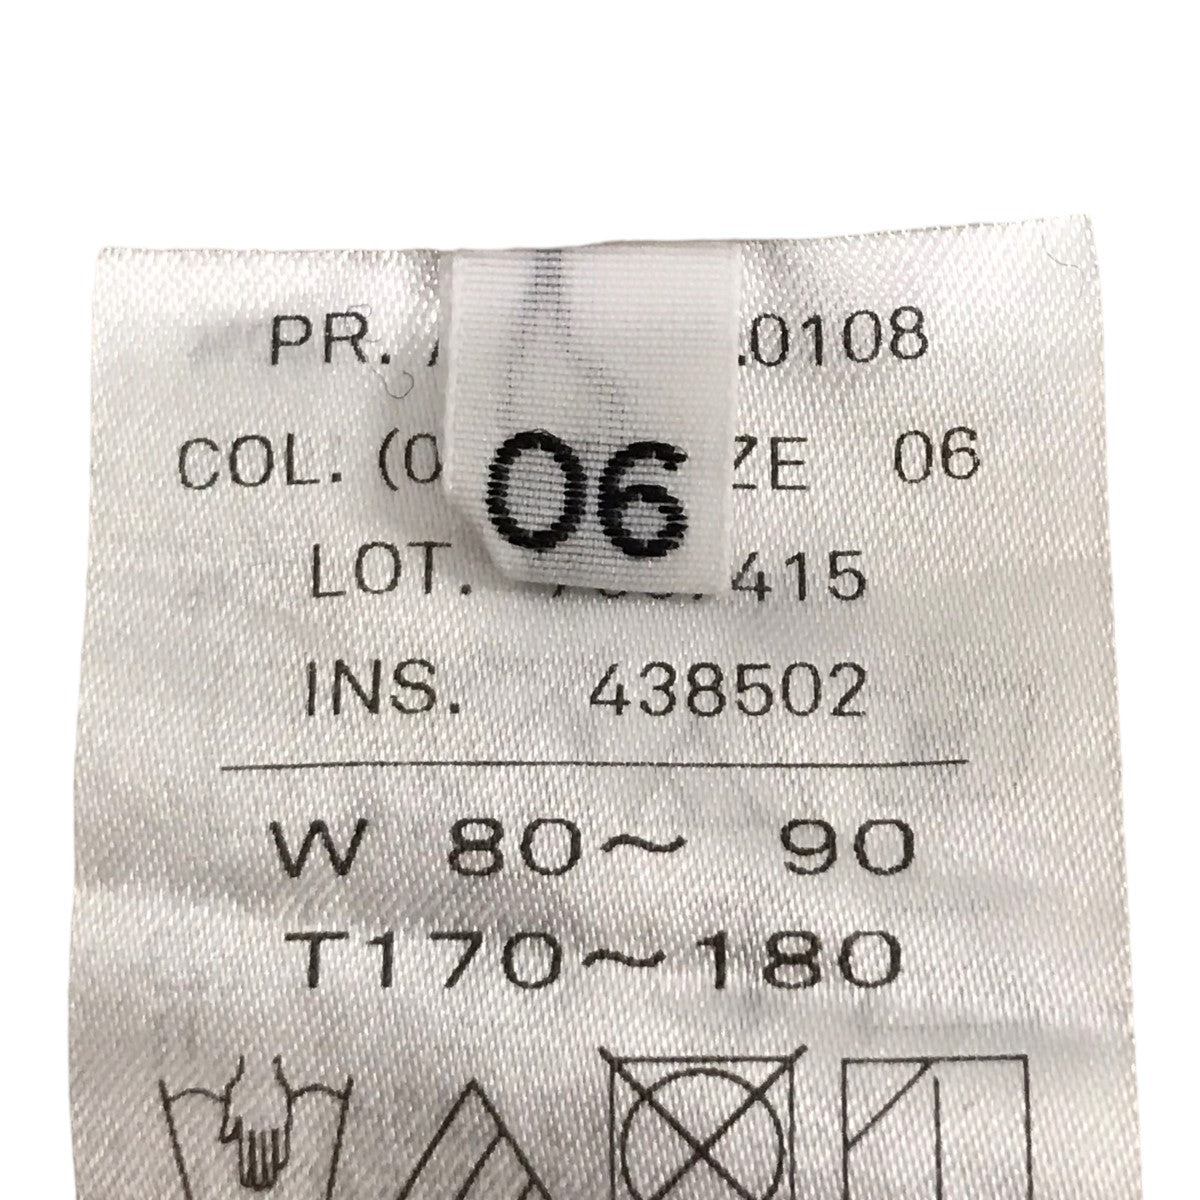 PR. .0108
COL. (0 ZE 06
06
LOT. 415
INS. 438502
W 80～ 90
T170～180